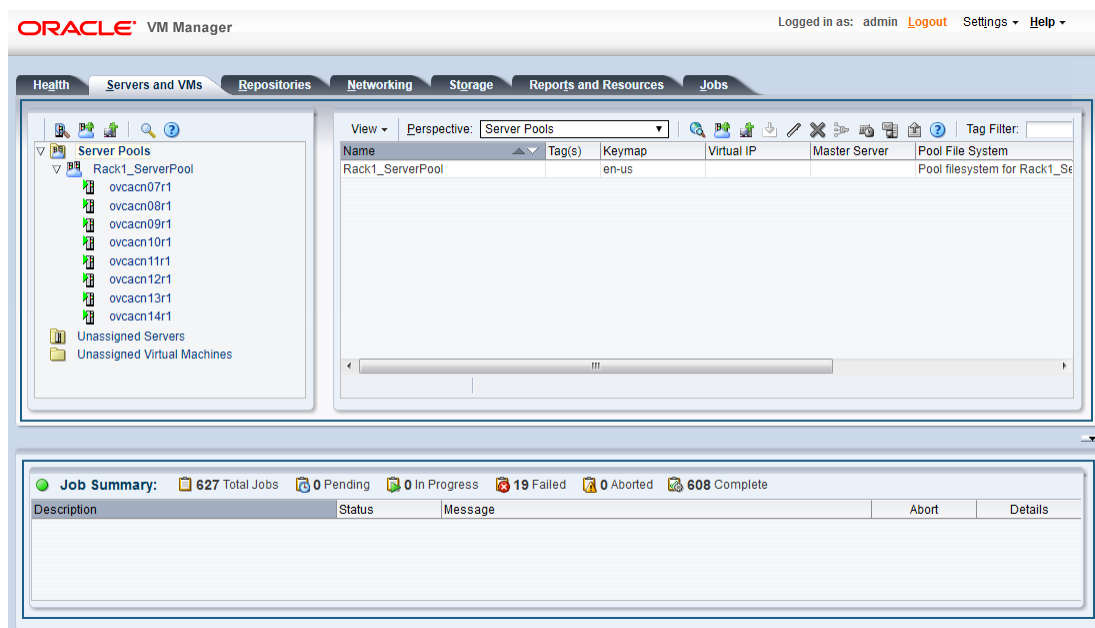 ORACLE VM Manager
Logged in as: admin Logout Settings Help
Health Servers and VMs Repositories Networking Storage Reports and Resources Jobs
View Perspective: Server Pools Tag Filter:
Server Pools
Rack1_ServerPool
ovcacn07r1
ovcacn08r1
ovcacn09r1
ovcacn10r1
ovcacn11r1
ovcacn12r1
ovcacn13r1
ovcacn14r1
Unassigned Servers
Unassigned Virtual Machines
Name Tag(s) Keymap Virtual IP Master Server Pool File System
Rack1_ServerPool en-us Pool filesystem for Rack1_Se
Job Summary: 627 Total Jobs 0 Pending 0 In Progress 19 Failed 0 Aborted 608 Complete
Description Status Message Abort Details